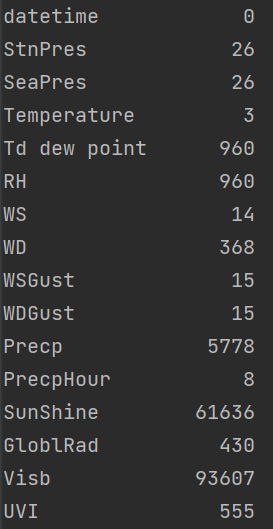 datetime 0
StnPres 26
SeaPres 26
Temperature 3
Td dew point 960
RH 960
WS 14
WD 368
WSGust 15
WDGust 15
Precp 5778
PrecpHour 8
SunShine 61636
GloblRad 430
Visb 93607
UVI 555